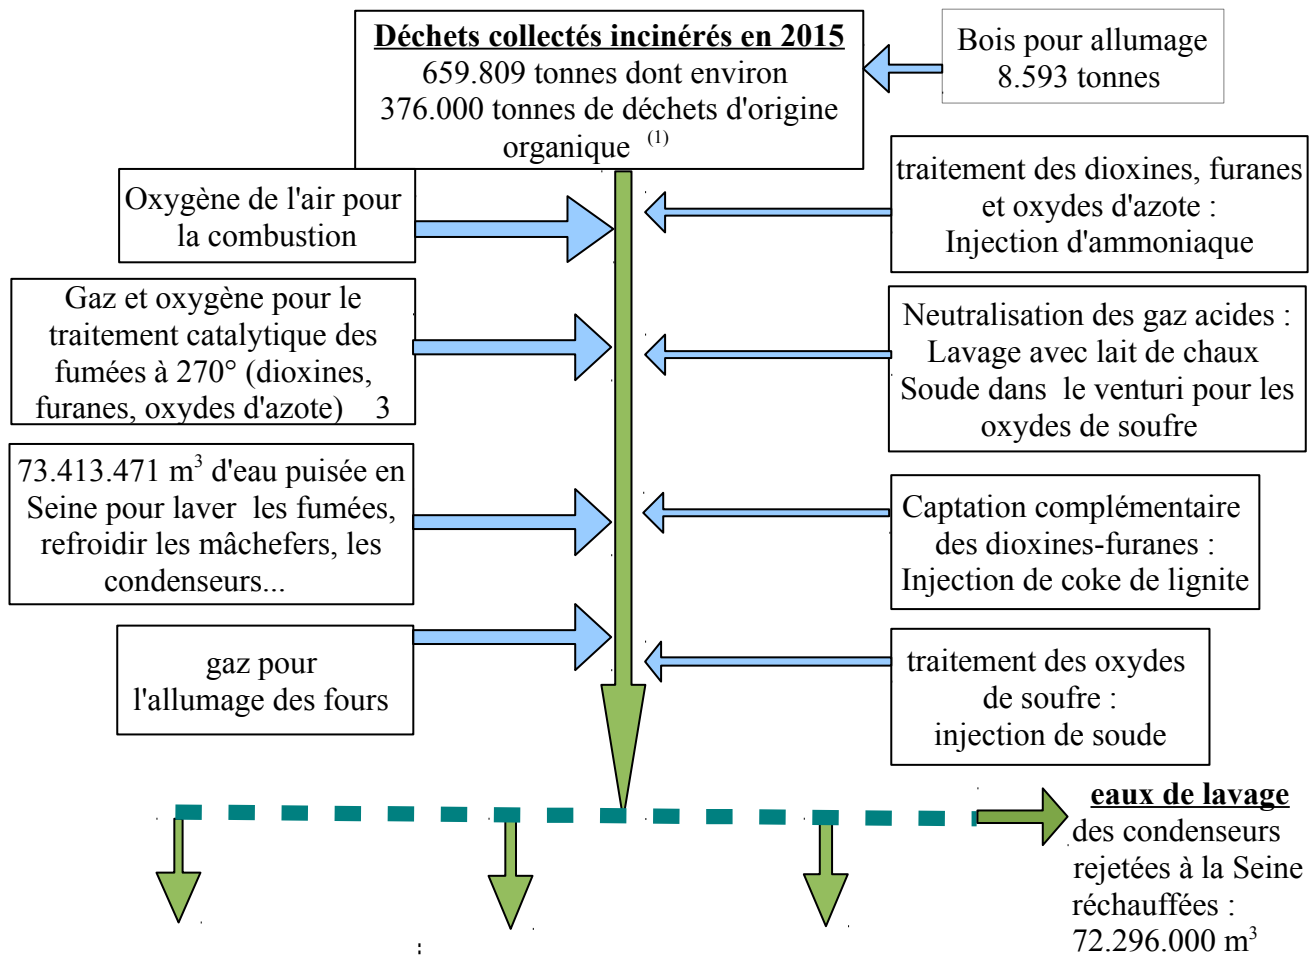 Déchets collectés incinérés en 2015
659.809 tonnes dont environ
376.000 tonnes de déchets d'origine
organique (1)
Bois pour allumage
8.593 tonnes
Oxygène de l'air pour
la combustion
traitement des dioxines, furanes
et oxydes d'azote :
Injection d'ammoniaque
Gaz et oxygène pour le
traitement catalytique des
fumées à 270° (dioxines,
furanes, oxydes d'azote) 3
Neutralisation des gaz acides :
Lavage avec lait de chaux
Soude dans le venturi pour les
oxydes de soufre
73.413.471 m³ d'eau puisée en
Seine pour laver les fumées,
refroidir les mâchefers, les
condenseurs...
Captation complémentaire
des dioxines-furanes :
Injection de coke de lignite
gaz pour
l'allumage des fours
traitement des oxydes
de soufre :
injection de soude
eaux de lavage
des condenseurs
rejetées à la Seine
réchauffées :
72.296.000 m³